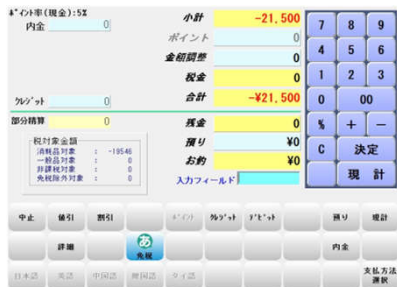 ﾎﾟｲﾝﾄ率(現金):5%
内金 0
小計 -21,500
ポイント 0
金額調整 0
税金 0
ｸﾚｼﾞｯﾄ 0
合計 -¥21,500
部分精算 0
残金 0
預り ¥0
お釣 ¥0
入力フィールド
税対象金額
消耗品対象 : -19546
一般品対象 : 0
非課税対象 : 0
免税除外対象 : 0
7 8 9
4 5 6
1 2 3
0 00
% + −
C 決定
現計
中止 値引 割引 ﾎﾟｲﾝﾄ ｸﾚｼﾞｯﾄ ﾃﾞﾋﾞｯﾄ 預り 現計
詳細 あ 免税 内金
日本語 英語 中国語 韓国語 タイ語 支払方法
選択